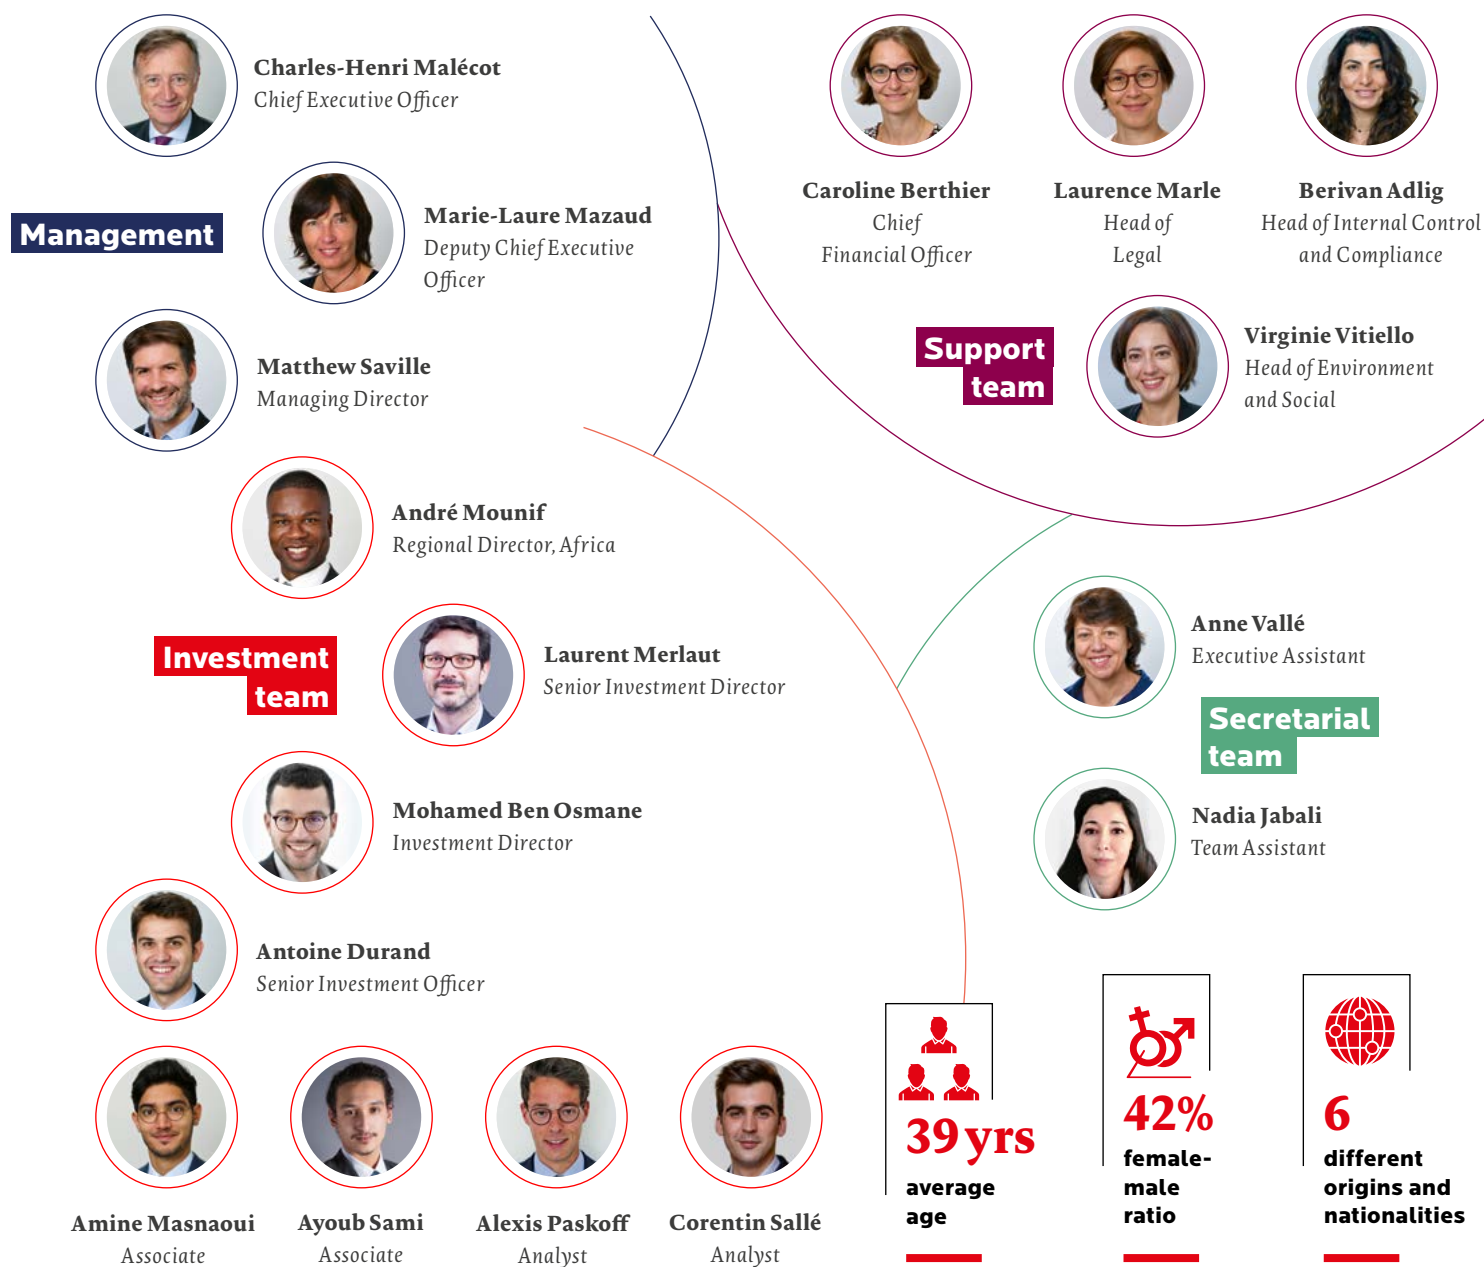 Charles-Henri Malécot
Chief Executive Officer
Management
Marie-Laure Mazaud
Deputy Chief Executive
Officer
Matthew Saville
Managing Director
Caroline Berthier
Chief
Financial Officer
Laurence Marle
Head of
Legal
Berivan Adlig
Head of Internal Control
and Compliance
Support
team
Virginie Vitiello
Head of Environment
and Social
André Mounif
Regional Director, Africa
Investment
team
Laurent Merlaut
Senior Investment Director
Mohamed Ben Osmane
Investment Director
Antoine Durand
Senior Investment Officer
Amine Masnaoui
Associate
Ayoub Sami
Associate
Alexis Paskoff
Analyst
Corentin Sallé
Analyst
Anne Vallé
Executive Assistant
Secretarial
team
Nadia Jabali
Team Assistant
39 yrs
average
age
42%
female-
male
ratio
6
different
origins and
nationalities